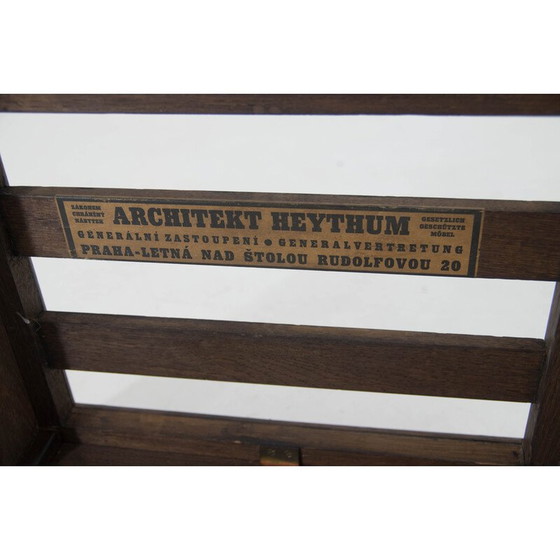 ZÁKONEM
CHRÁNĚNÝ
NÁBYTEK
ARCHITEKT HEYTHUM
GESETZLICH
GESCHÜTZTE
MÖBEL
GENERÁLNÍ ZASTOUPENÍ ● GENERALVERTRETUNG
PRAHA-LETNÁ NAD ŠTOLOU RUDOLFOVOU 20